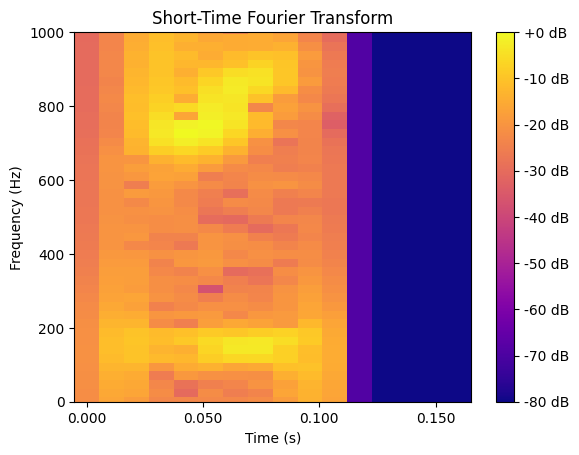 Short-Time Fourier Transform
1000
800
600
400
200
0
Frequency (Hz)
0.000
0.050
0.100
0.150
Time (s)
+0 dB
-10 dB
-20 dB
-30 dB
-40 dB
-50 dB
-60 dB
-70 dB
-80 dB